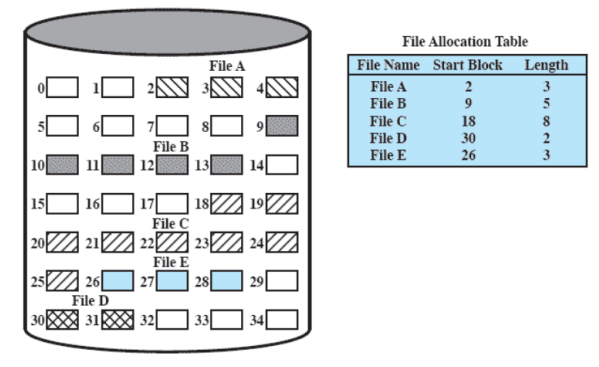 File Allocation Table
File Name Start Block Length
File A 2 3
File B 9 5
File C 18 8
File D 30 2
File E 26 3
File A
0 1 2 3 4
5 6 7 8 9
File B
10 11 12 13 14
15 16 17 18 19
File C
20 21 22 23 24
File E
25 26 27 28 29
File D
30 31 32 33 34